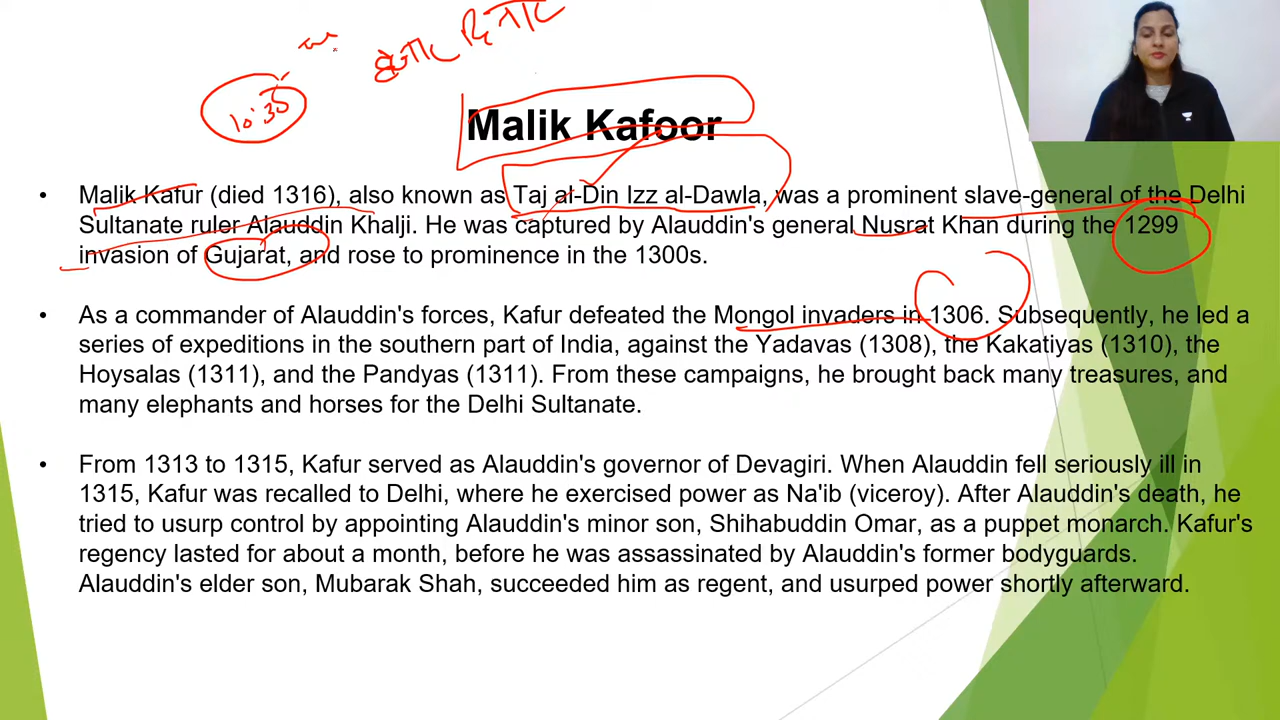 10:35
हजार दिनार
Malik Kafoor
• Malik Kafur (died 1316), also known as Taj al-Din Izz al-Dawla, was a prominent slave-general of the Delhi
Sultanate ruler Alauddin Khalji. He was captured by Alauddin's general Nusrat Khan during the 1299
invasion of Gujarat, and rose to prominence in the 1300s.
• As a commander of Alauddin's forces, Kafur defeated the Mongol invaders in 1306. Subsequently, he led a
series of expeditions in the southern part of India, against the Yadavas (1308), the Kakatiyas (1310), the
Hoysalas (1311), and the Pandyas (1311). From these campaigns, he brought back many treasures, and
many elephants and horses for the Delhi Sultanate.
• From 1313 to 1315, Kafur served as Alauddin's governor of Devagiri. When Alauddin fell seriously ill in
1315, Kafur was recalled to Delhi, where he exercised power as Na'ib (viceroy). After Alauddin's death, he
tried to usurp control by appointing Alauddin's minor son, Shihabuddin Omar, as a puppet monarch. Kafur's
regency lasted for about a month, before he was assassinated by Alauddin's former bodyguards.
Alauddin's elder son, Mubarak Shah, succeeded him as regent, and usurped power shortly afterward.